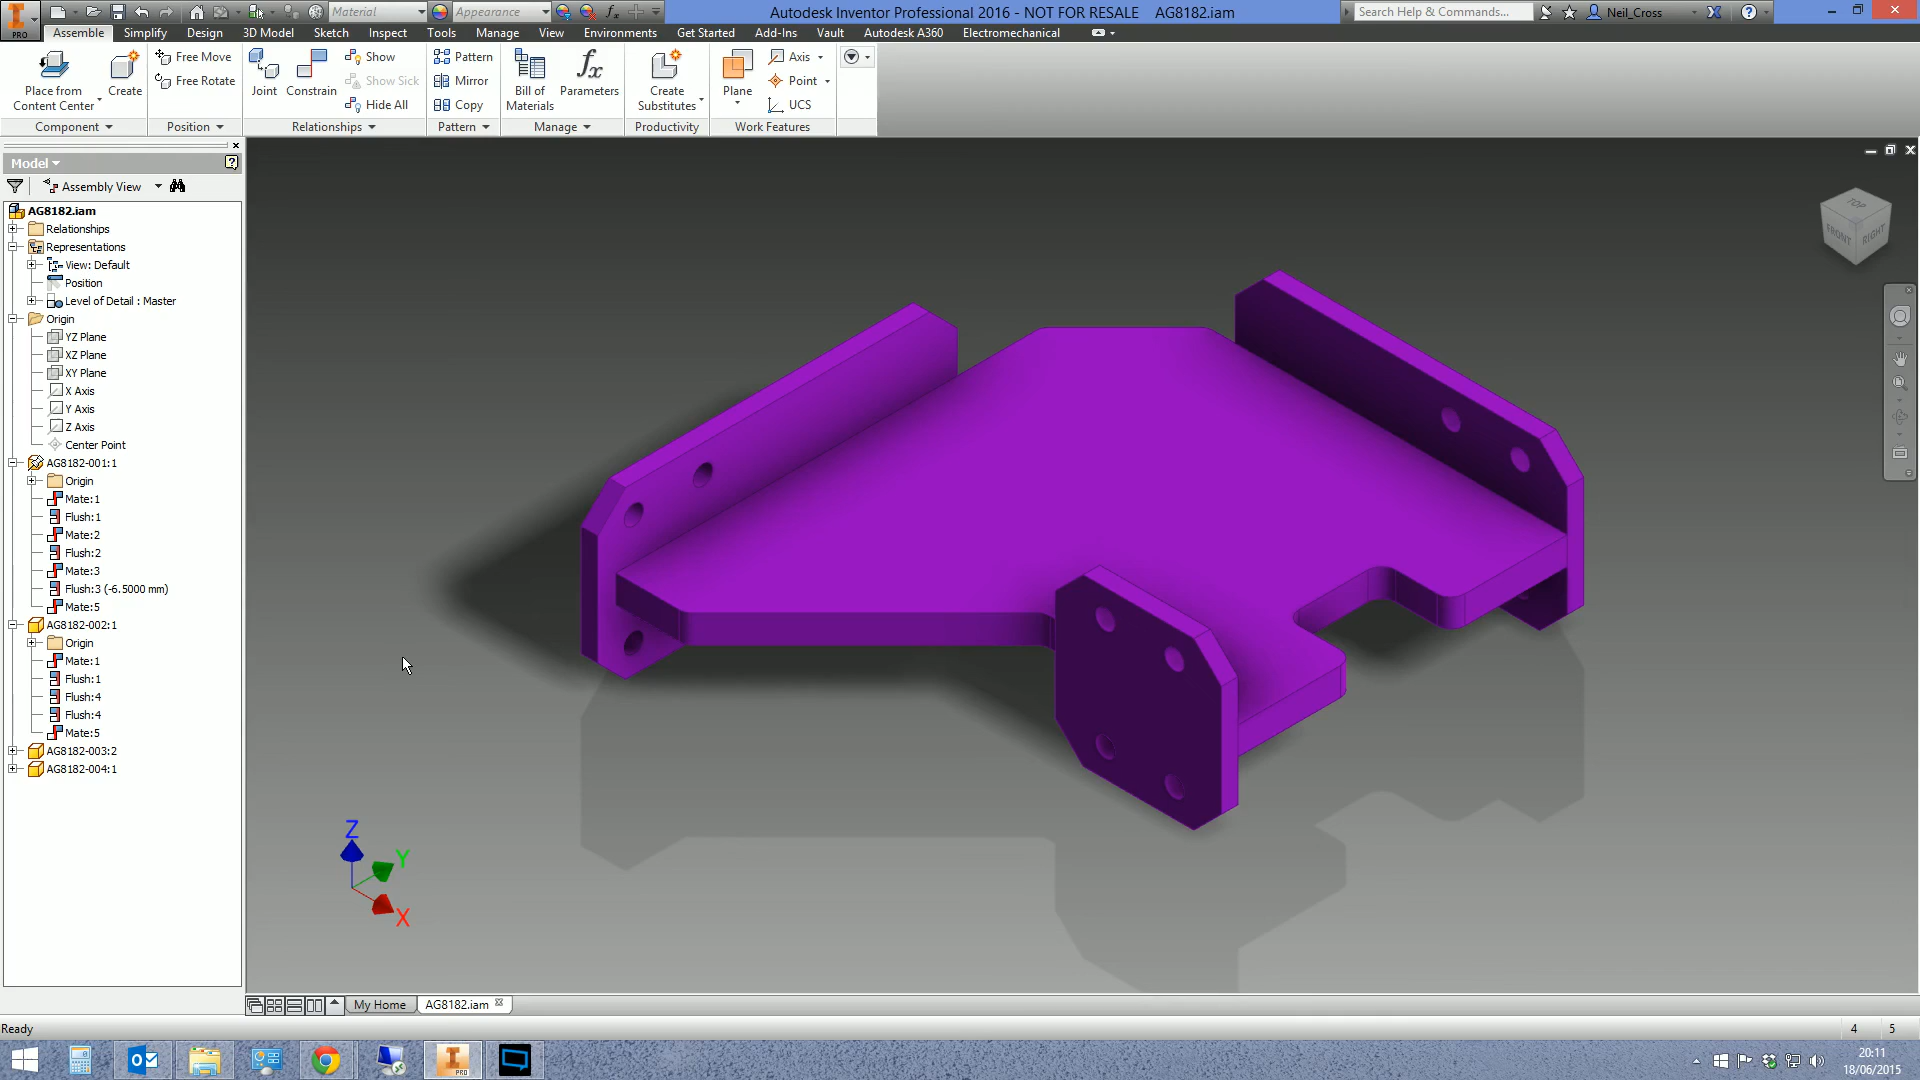 Material
Appearance
Autodesk Inventor Professional 2016 - NOT FOR RESALE AG8182.iam
Search Help & Commands...
Neil_Cross
PRO
Assemble Simplify Design 3D Model Sketch Inspect Tools Manage View Environments Get Started Add-Ins Vault Autodesk A360 Electromechanical
Place from
Content Center
Create
Free Move
Free Rotate
Joint
Constrain
Show
Show Sick
Hide All
Pattern
Mirror
Copy
Bill of
Materials
Parameters
Create
Substitutes
Plane
Axis
Point
UCS
Component
Position
Relationships
Pattern
Manage
Productivity
Work Features
Model
Assembly View
AG8182.iam
Relationships
Representations
View: Default
Position
Level of Detail : Master
Origin
YZ Plane
XZ Plane
XY Plane
X Axis
Y Axis
Z Axis
Center Point
AG8182-001:1
Origin
Mate:1
Flush:1
Mate:2
Flush:2
Mate:3
Flush:3 (-6.5000 mm)
Mate:5
AG8182-002:1
Origin
Mate:1
Flush:1
Flush:4
Flush:4
Mate:5
AG8182-003:2
AG8182-004:1
TOP
FRONT
RIGHT
Z
Y
X
My Home
AG8182.iam
Ready
4 5
PRO
20:11
18/06/2015